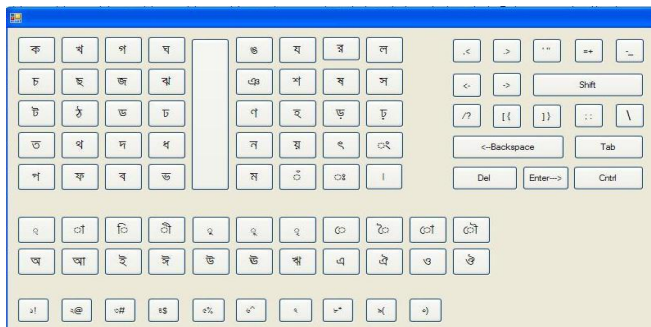 ক খ গ ঘ ঙ য র ল ,< .> '" =+ -_
চ ছ জ ঝ ঞ শ ষ স <- -> Shift
ট ঠ ড ঢ ণ হ ড় ঢ় /? [{ ]} ;: \
ত থ দ ধ ন য় ৎ ং <--Backspace Tab
প ফ ব ভ ম ঁ ঃ । Del Enter---> Cntrl
া ি ী ে ৈ ো ৌ
অ আ ই ঈ উ ঊ ঋ এ ঐ ও ঔ
১! ২@ ৩# ৪$ ৫% ৬^ ৭ ৮* ৯( ০)